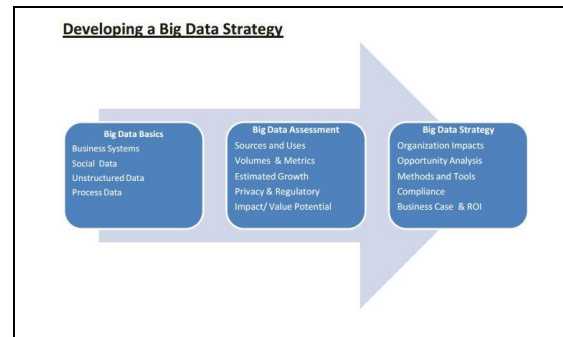 Developing a Big Data Strategy
Big Data Basics
Business Systems
Social Data
Unstructured Data
Process Data
Big Data Assessment
Sources and Uses
Volumes & Metrics
Estimated Growth
Privacy & Regulatory
Impact/ Value Potential
Big Data Strategy
Organization Impacts
Opportunity Analysis
Methods and Tools
Compliance
Business Case & ROI